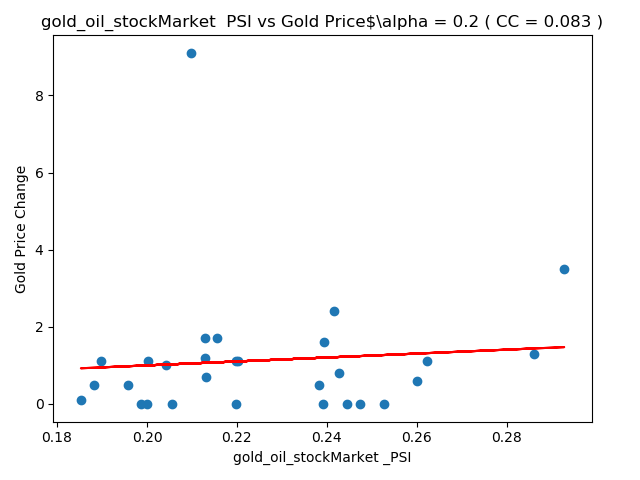 gold_oil_stockMarket  PSI vs Gold Price$\alpha = 0.2 ( CC = 0.083 )
Gold Price Change
8
6
4
2
0
0.18 0.20 0.22 0.24 0.26 0.28
gold_oil_stockMarket _PSI